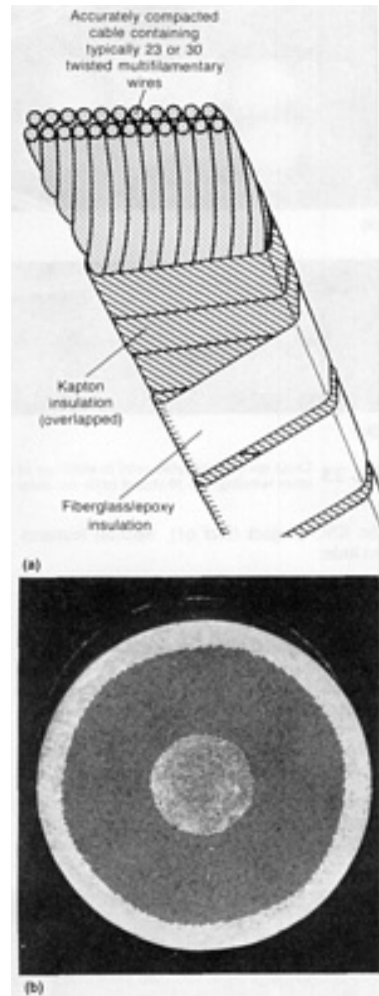 Accurately compacted
cable containing
typically 23 or 30
twisted multifilamentary
wires
Kapton
insulation
(overlapped)
Fiberglass/epoxy
insulation
(a)
(b)